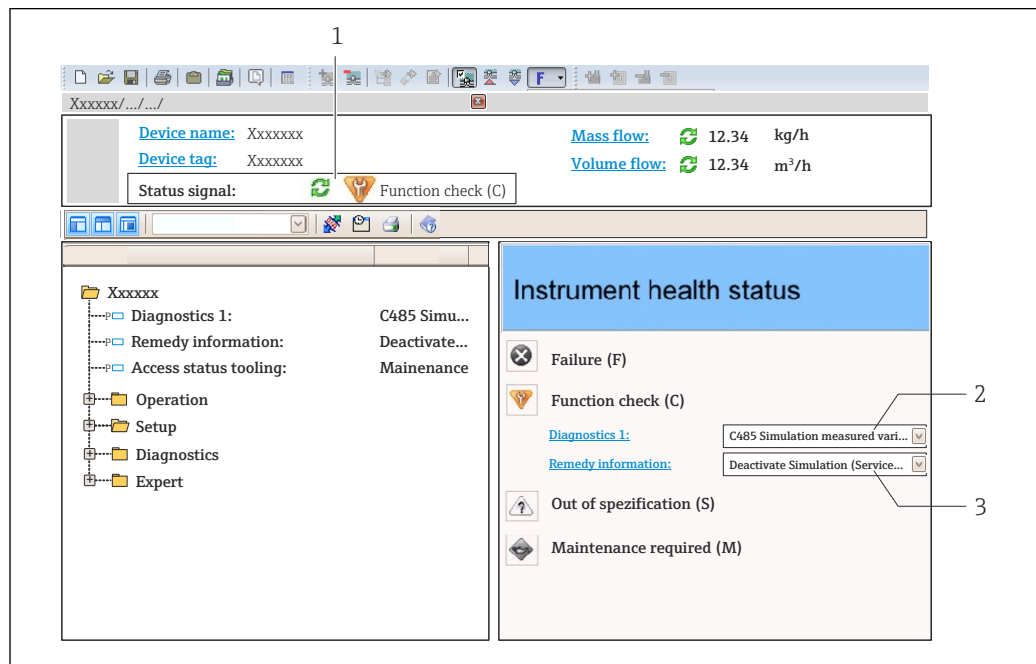 1
F
Xxxxxx/.../.../
Device name: Xxxxxxx
Mass flow: 12.34 kg/h
Device tag: Xxxxxxx
Volume flow: 12.34 m³/h
Status signal: Function check (C)
Xxxxxx
P Diagnostics 1: C485 Simu...
P Remedy information: Deactivate...
P Access status tooling: Mainenance
Operation
Setup
Diagnostics
Expert
Instrument health status
Failure (F)
Function check (C)
2
Diagnostics 1: C485 Simulation measured vari...
Remedy information: Deactivate Simulation (Service...
Out of spezification (S)
3
Maintenance required (M)